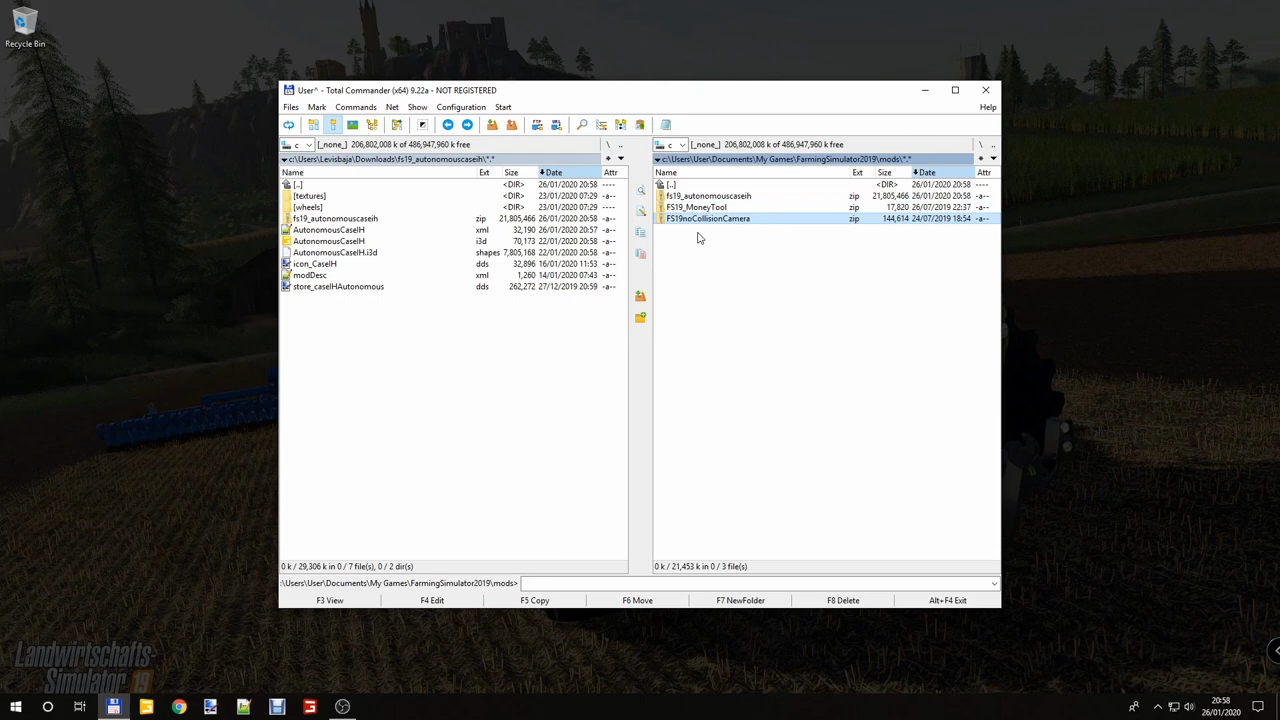 Recycle Bin
User^ - Total Commander (x64) 9.22a - NOT REGISTERED
Files Mark Commands Net Show Configuration Start Help
c [_none_] 206,802,008 k of 486,947,960 k free \ ..
c [_none_] 206,802,008 k of 486,947,960 k free \ ..
c:\Users\Levisbaja\Downloads\fs19_autonomouscaseih\*.* *
c:\Users\User\Documents\My Games\FarmingSimulator2019\mods\*.* *
Name Ext Size Date Attr
[..] <DIR> 26/01/2020 20:58 ----
[textures] <DIR> 23/01/2020 07:29 -a--
[wheels] <DIR> 23/01/2020 07:29 -a--
fs19_autonomouscaseih zip 21,805,466 26/01/2020 20:58 -a--
AutonomousCaseIH xml 32,190 26/01/2020 20:57 -a--
AutonomousCaseIH i3d 70,173 22/01/2020 20:58 -a--
AutonomousCaseIH.i3d shapes 7,805,168 22/01/2020 20:58 -a--
icon_CaseIH dds 32,896 16/01/2020 11:53 -a--
modDesc xml 1,260 14/01/2020 07:43 -a--
store_caseIHAutonomous dds 262,272 27/12/2019 20:59 -a--
Name Ext Size Date Attr
[..] <DIR> 26/01/2020 20:58 ----
fs19_autonomouscaseih zip 21,805,466 26/01/2020 20:58 -a--
FS19_MoneyTool zip 17,820 26/07/2019 22:37 -a--
FS19noCollisionCamera zip 144,614 24/07/2019 18:54 -a--
0 k / 29,306 k in 0 / 7 file(s), 0 / 2 dir(s)
0 k / 21,453 k in 0 / 3 file(s)
:\Users\User\Documents\My Games\FarmingSimulator2019\mods>
F3 View F4 Edit F5 Copy F6 Move F7 NewFolder F8 Delete Alt+F4 Exit
Landwirtschafts-
Simulator 19
20:58
26/01/2020